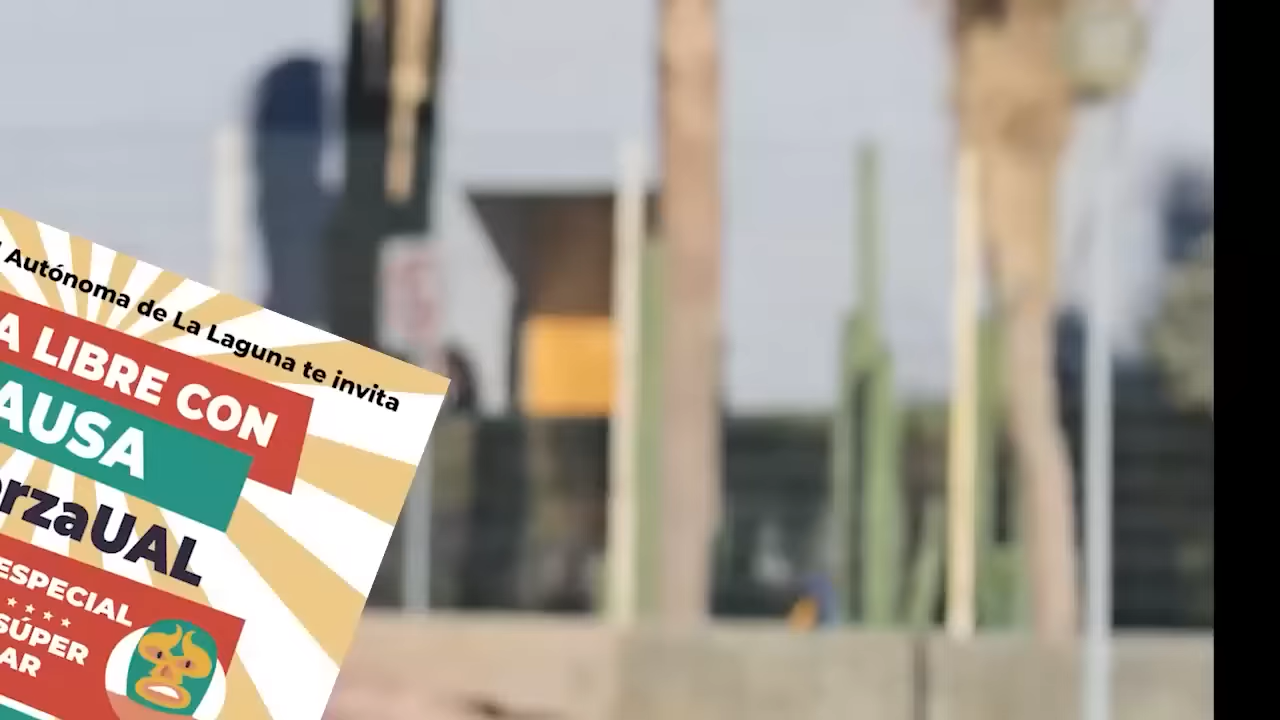 Autónoma de La Laguna te invita
A LIBRE CON
AUSA
rzaUAL
ESPECIAL
SÚPER
AR